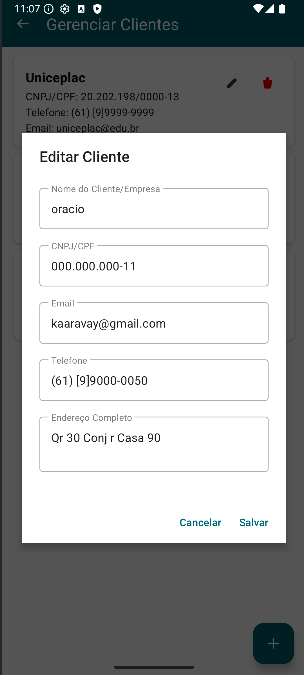 11:07
Gerenciar Clientes
Uniceplac
CNPJ/CPF: 20.202.198/0000-13
Telefone: (61) [9]9999-9999
Email: uniceplac@edu.br
Editar Cliente
Nome do Cliente/Empresa
oracio
CNPJ/CPF
000.000.000-11
Email
kaaravay@gmail.com
Telefone
(61) [9]9000-0050
Endereço Completo
Qr 30 Conj r Casa 90
Cancelar Salvar